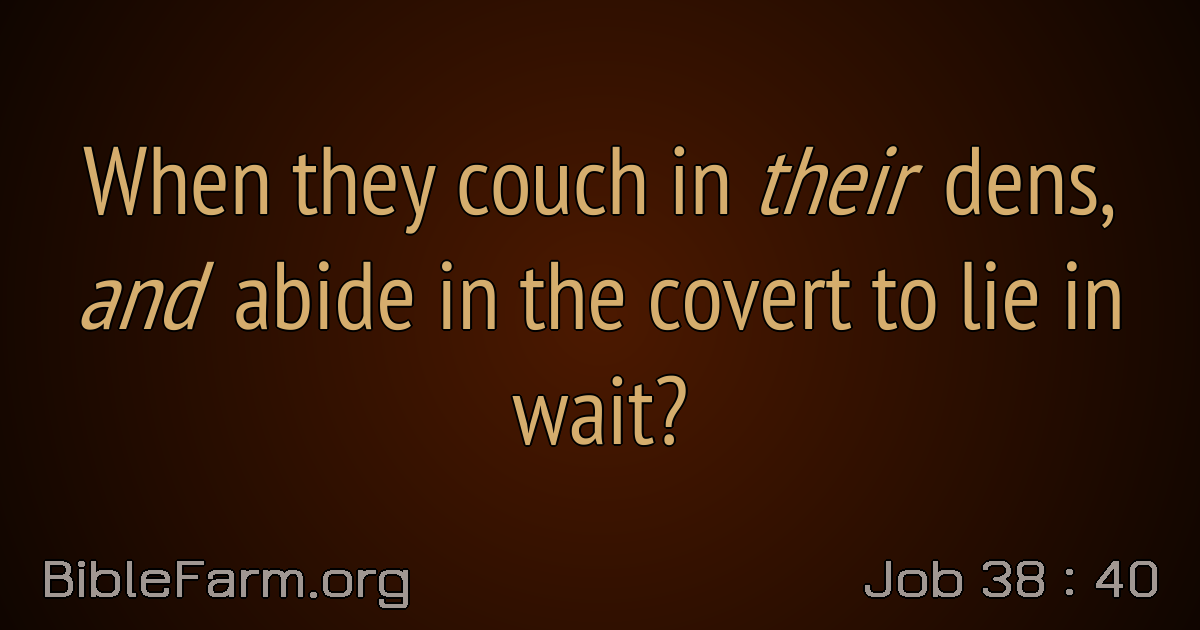 When they couch in their dens,
and abide in the covert to lie in
wait?
BibleFarm.org
Job 38 : 40